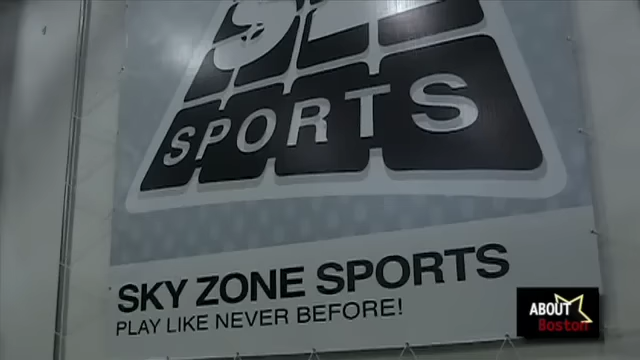 SPORTS
SKY ZONE SPORTS
PLAY LIKE NEVER BEFORE!
ABOUT
Boston